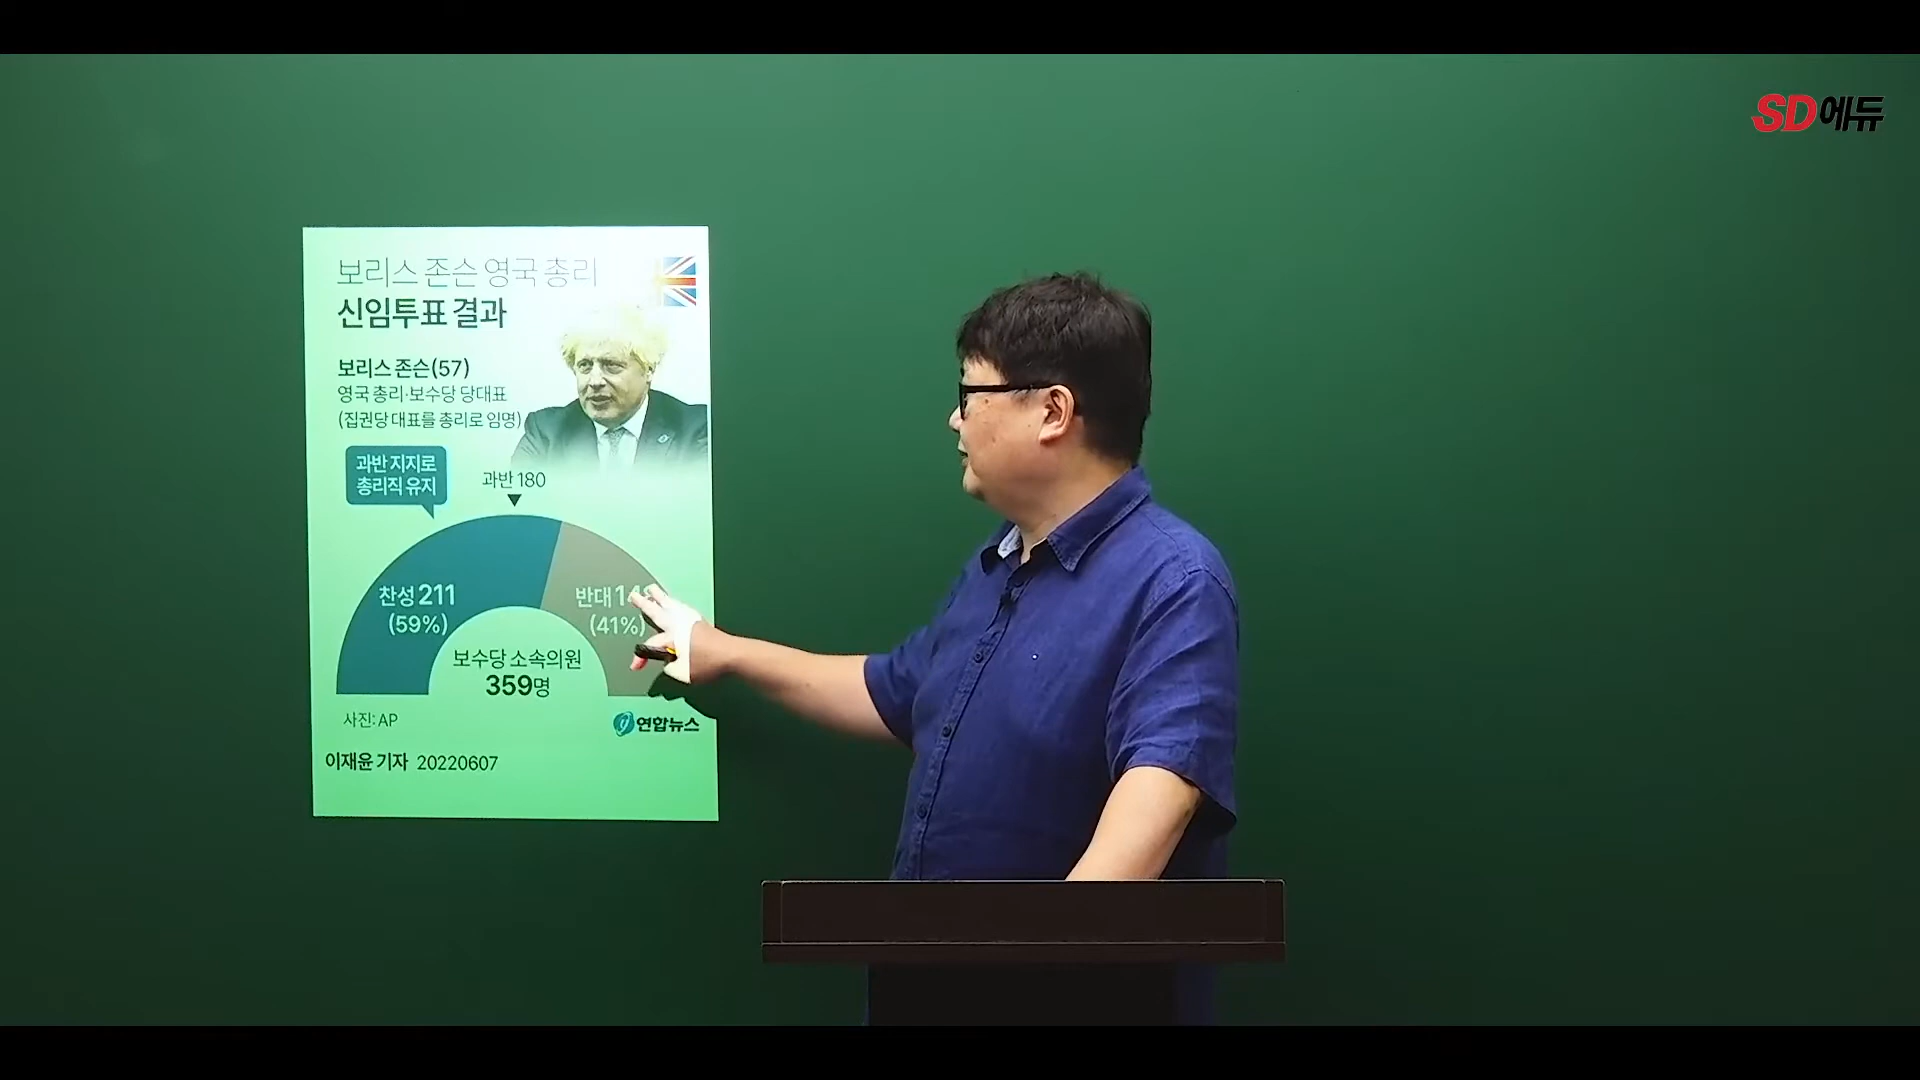 SD에듀
보리스 존슨 영국 총리
신임투표 결과
보리스 존슨(57)
영국 총리·보수당 당대표
(집권당 대표를 총리로 임명)
과반 지지로
총리직 유지
과반 180
찬성 211
(59%)
반대
(41%)
보수당 소속의원
359명
사진: AP
연합뉴스
이재윤 기자 20220607